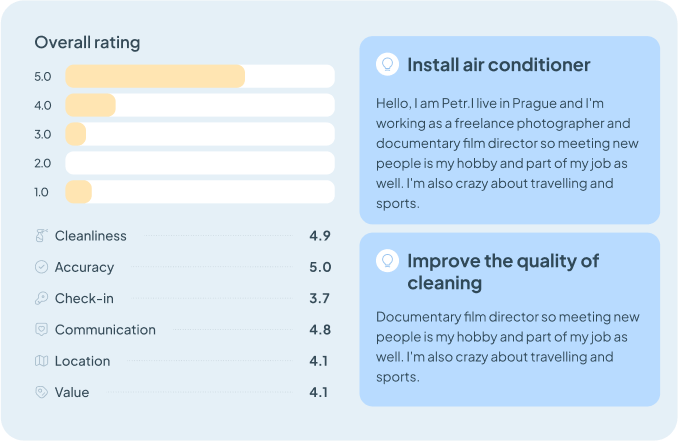 Overall rating
5.0
4.0
3.0
2.0
1.0
Cleanliness 4.9
Accuracy 5.0
Check-in 3.7
Communication 4.8
Location 4.1
Value 4.1
Install air conditioner
Hello, I am Petr.I live in Prague and I'm
working as a freelance photographer and
documentary film director so meeting new
people is my hobby and part of my job as
well. I'm also crazy about travelling and
sports.
Improve the quality of
cleaning
Documentary film director so meeting new
people is my hobby and part of my job as
well. I'm also crazy about travelling and
sports.